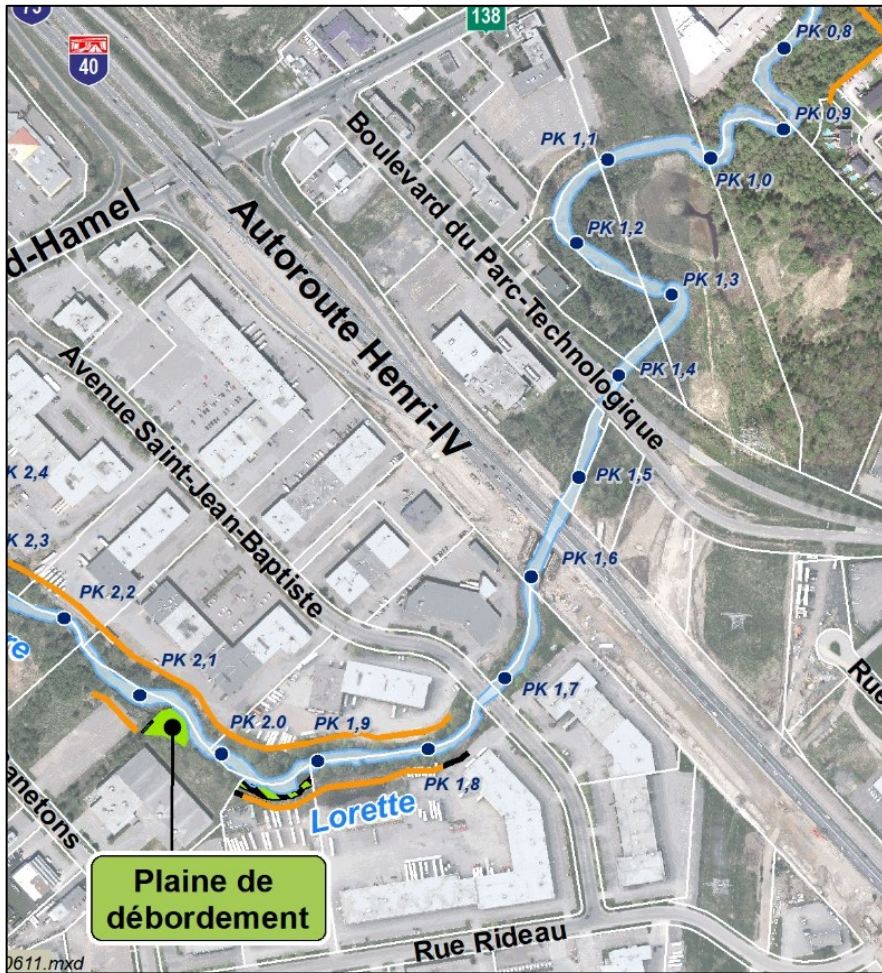 73
40
138
PK 0,8
PK 0,9
PK 1,0
PK 1,1
PK 1,2
PK 1,3
PK 1,4
PK 1,5
PK 1,6
PK 1,7
PK 1,8
PK 1,9
PK 2.0
PK 2,1
PK 2,2
K 2,3
K 2,4
d-Hamel
Autoroute Henri-IV
Boulevard du Parc-Technologique
Avenue Saint-Jean-Baptiste
Rue
re
Lorette
anetons
Plaine de
débordement
Rue Rideau
0611.mxd